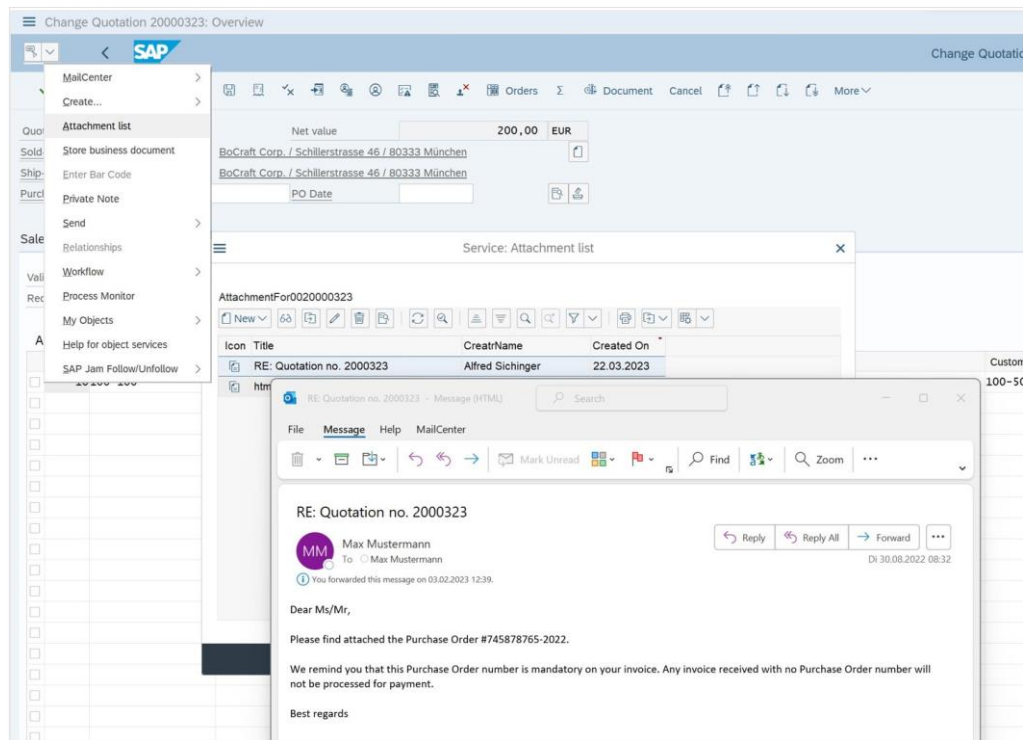 Change Quotation 20000323: Overview
SAP
Change Quotatio
MailCenter
Create...
Attachment list
Store business document
Enter Bar Code
Private Note
Send
Relationships
Workflow
Process Monitor
My Objects
Help for object services
SAP Jam Follow/Unfollow
Orders Σ Document Cancel More
Quot
Net value 200,00 EUR
Sold-
BoCraft Corp. / Schillerstrasse 46 / 80333 München
Ship-
BoCraft Corp. / Schillerstrasse 46 / 80333 München
Purch
PO Date
Sale
Vali
Rec
A
Custom
100-50
Service: Attachment list
AttachmentFor0020000323
New
Icon Title CreatrName Created On
RE: Quotation no. 2000323 Alfred Sichinger 22.03.2023
htm
RE: Quotation no. 2000323 - Message (HTML) Search
File Message Help MailCenter
Mark Unread Find Zoom ...
RE: Quotation no. 2000323
MM
Max Mustermann
To Max Mustermann
Reply Reply All Forward ...
Di 30.08.2022 08:32
You forwarded this message on 03.02.2023 12:39.
Dear Ms/Mr,
Please find attached the Purchase Order #745878765-2022.
We remind you that this Purchase Order number is mandatory on your invoice. Any invoice received with no Purchase Order number will
not be processed for payment.
Best regards